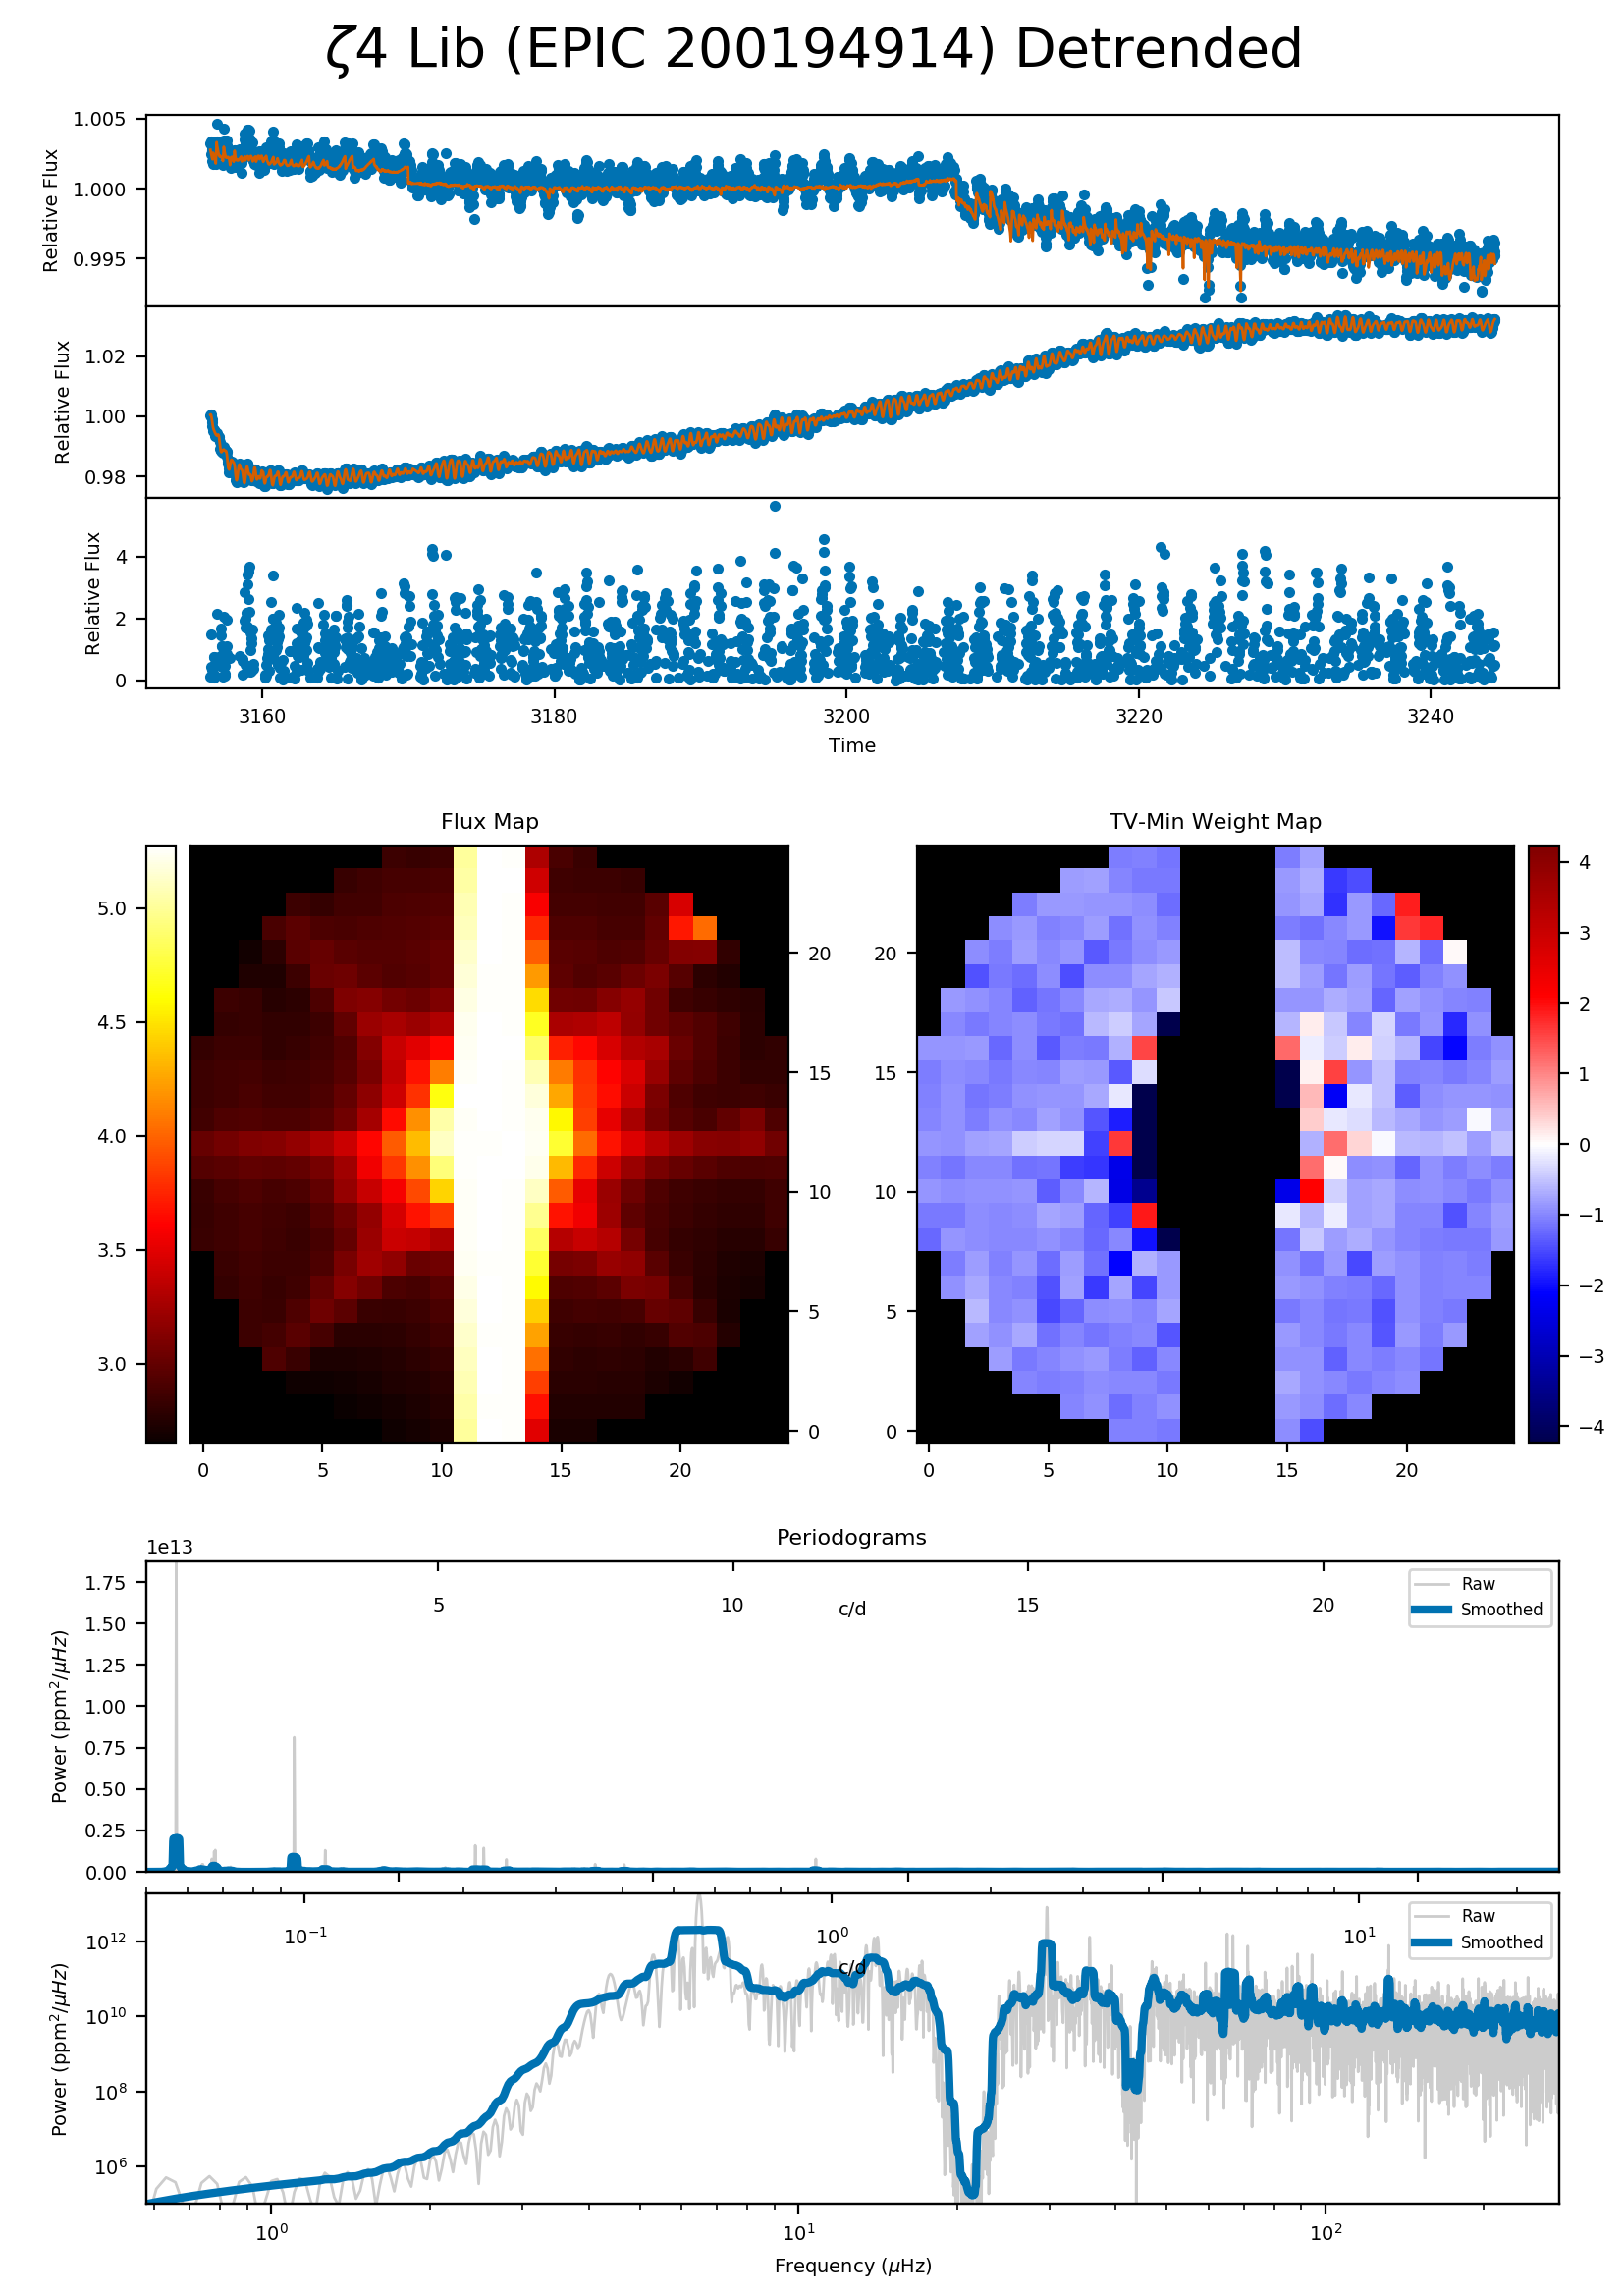 ζ4 Lib (EPIC 200194914) Detrended
1.005
1.000
0.995
Relative Flux
1.02
1.00
0.98
Relative Flux
4
2
0
Relative Flux
3160 3180 3200 3220 3240
Time
Flux Map
TV-Min Weight Map
5.0
4.5
4.0
3.5
3.0
20
15
10
5
0
0 5 10 15 20
20
15
10
5
0
0 5 10 15 20
4
3
2
1
0
−1
−2
−3
−4
Periodograms
1e13
1.75
1.50
1.25
1.00
0.75
0.50
0.25
0.00
Power (ppm²/μHz)
5 10 15 20
c/d
Raw
Smoothed
10¹²
10¹⁰
10⁸
10⁶
Power (ppm²/μHz)
10⁻¹ 10⁰ 10¹
c/d
Raw
Smoothed
10⁰ 10¹ 10²
Frequency (μHz)